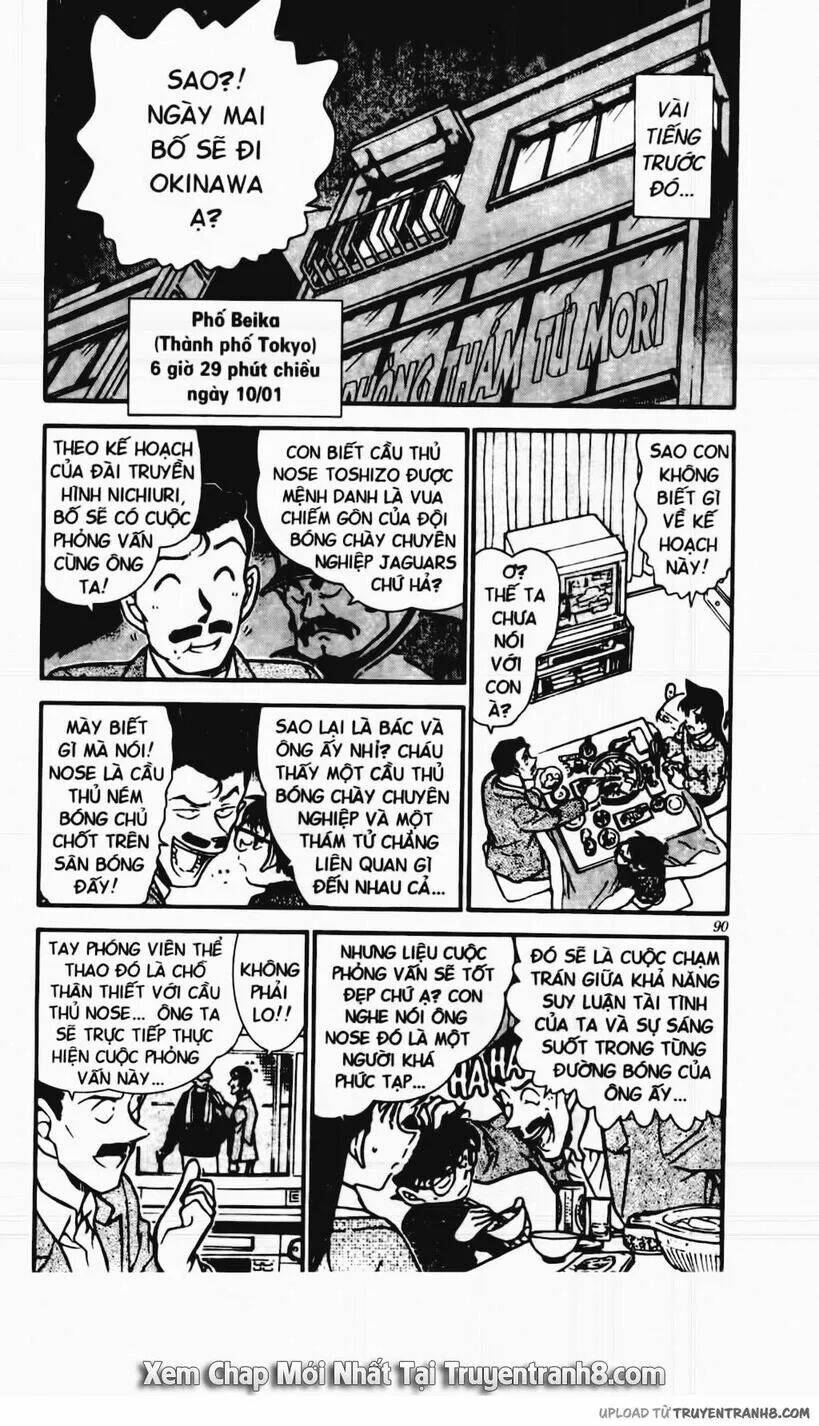 VÀI
TIẾNG
TRƯỚC
ĐÓ...
SAO?!
NGÀY MAI
BỐ SẼ ĐI
OKINAWA
Ạ?
PHÒNG THÁM TỬ MORI
Phố Beika
(Thành phố Tokyo)
6 giờ 29 phút chiều
ngày 10/01
SAO CON
KHÔNG
BIẾT GÌ
VỀ KẾ
HOẠCH
NÀY!
Ơ?
THẾ TA
CHƯA
NÓI
VỚI
CON
À?
CON BIẾT CẦU THỦ
NOSE TOSHIZO ĐƯỢC
MỆNH DANH LÀ VUA
CHIẾM GÔN CỦA ĐỘI
BÓNG CHÀY CHUYÊN
NGHIỆP JAGUARS
CHỨ HẢ?
THEO KẾ HOẠCH
CỦA ĐÀI TRUYỀN
HÌNH NICHIURI,
BỐ SẼ CÓ CUỘC
PHỎNG VẤN
CÙNG ÔNG
TA!
SAO LẠI LÀ BÁC VÀ
ÔNG ẤY NHỈ? CHÁU
THẤY MỘT CẦU THỦ
BÓNG CHÀY CHUYÊN
NGHIỆP VÀ MỘT
THÁM TỬ CHẲNG
LIÊN QUAN GÌ
ĐẾN NHAU CẢ...
MÀY BIẾT
GÌ MÀ NÓI!
NOSE LÀ CẦU
THỦ NÉM
BÓNG CHỦ
CHỐT TRÊN
SÂN BÓNG
ĐẤY!
90
ĐÓ SẼ LÀ CUỘC CHẠM
TRÁN GIỮA KHẢ NĂNG
SUY LUẬN TÀI TÌNH
CỦA TA VÀ SỰ SÁNG
SUỐT TRONG TỪNG
ĐƯỜNG BÓNG CỦA
ÔNG ẤY...
HA
HA
NHƯNG LIỆU CUỘC
PHỎNG VẤN SẼ TỐT
ĐẸP CHỨ Ạ? CON
NGHE NÓI ÔNG
NOSE ĐÓ LÀ MỘT
NGƯỜI KHÁ
PHỨC TẠP...
KHÔNG
PHẢI
LO!!
TAY PHÓNG VIÊN THỂ
THAO ĐÓ LÀ CHỖ
THÂN THIẾT VỚI CẦU
THỦ NOSE... ÔNG TA
SẼ TRỰC TIẾP THỰC
HIỆN CUỘC PHỎNG
VẤN NÀY...
Xem Chap Mới Nhất Tại Truyentranh8.com
UPLOAD TỪ TRUYENTRANH8.COM